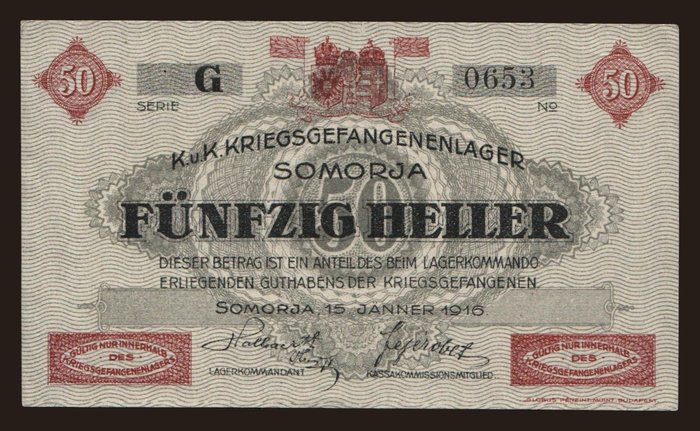 50 G 0653 50
SERIE No
K.u.K. KRIEGSGEFANGENENLAGER
SOMORJA
50
FÜNFZIG HELLER
DIESER BETRAG IST EIN ANTEIL DES BEIM LAGERKOMMANDO
ERLIEGENDEN GUTHABENS DER KRIEGSGEFANGENEN
SOMORJA, 15. JÄNNER 1916
GÜLTIG NUR INNERHALB
DES
KRIEGSGEFANGENENLAGERS
LAGERKOMMANDANT
KASSAKOMMISSIONSMITGLIED
GÜLTIG NUR INNERHALB
DES
KRIEGSGEFANGENENLAGERS
GLOBUS BUDAPEST